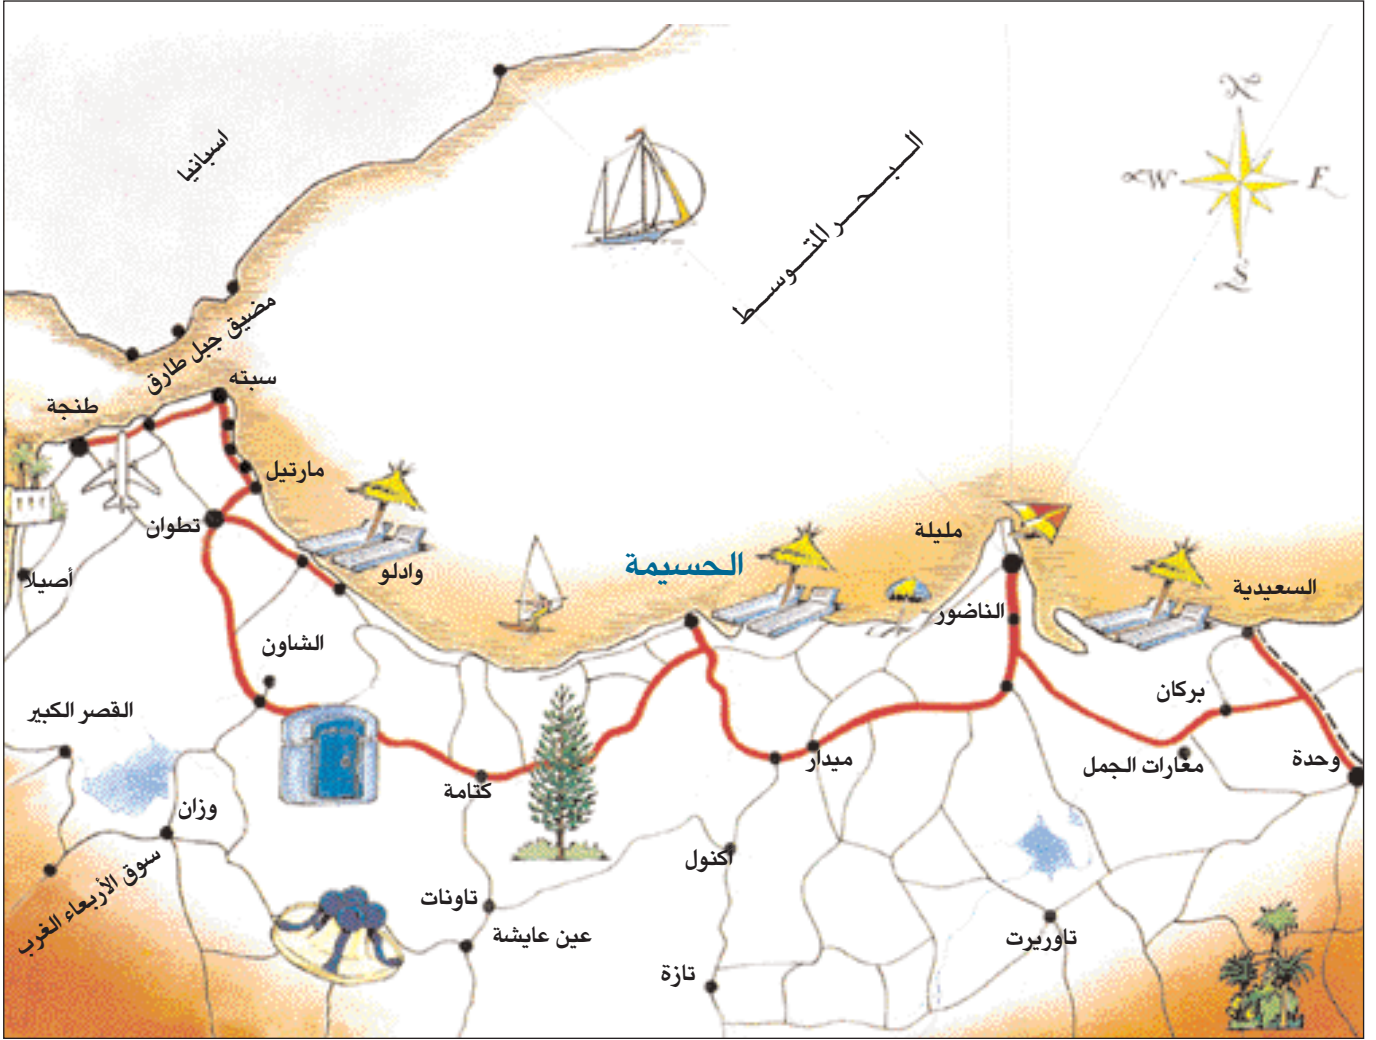 اسبانيا
البحر المتوسط
N
W
E
S
مضيق جبل طارق
سبته
طنجة
مارتيل
تطوان
وادلو
أصيلا
الحسيمة
مليلة
الناضور
السعيدية
الشاون
بركان
القصر الكبير
وحدة
مغارات الجمل
ميدار
كتامة
وزان
اكنول
سوق الأربعاء الغرب
تاونات
عين عايشة
تاوريرت
تازة